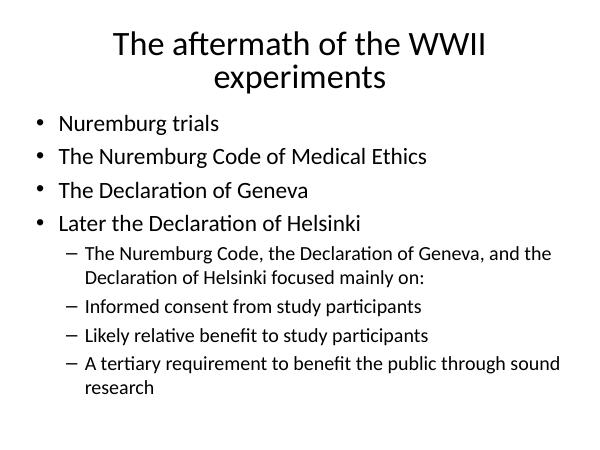 The aftermath of the WWII
experiments
• Nuremburg trials
• The Nuremburg Code of Medical Ethics
• The Declaration of Geneva
• Later the Declaration of Helsinki
– The Nuremburg Code, the Declaration of Geneva, and the
Declaration of Helsinki focused mainly on:
– Informed consent from study participants
– Likely relative benefit to study participants
– A tertiary requirement to benefit the public through sound
research